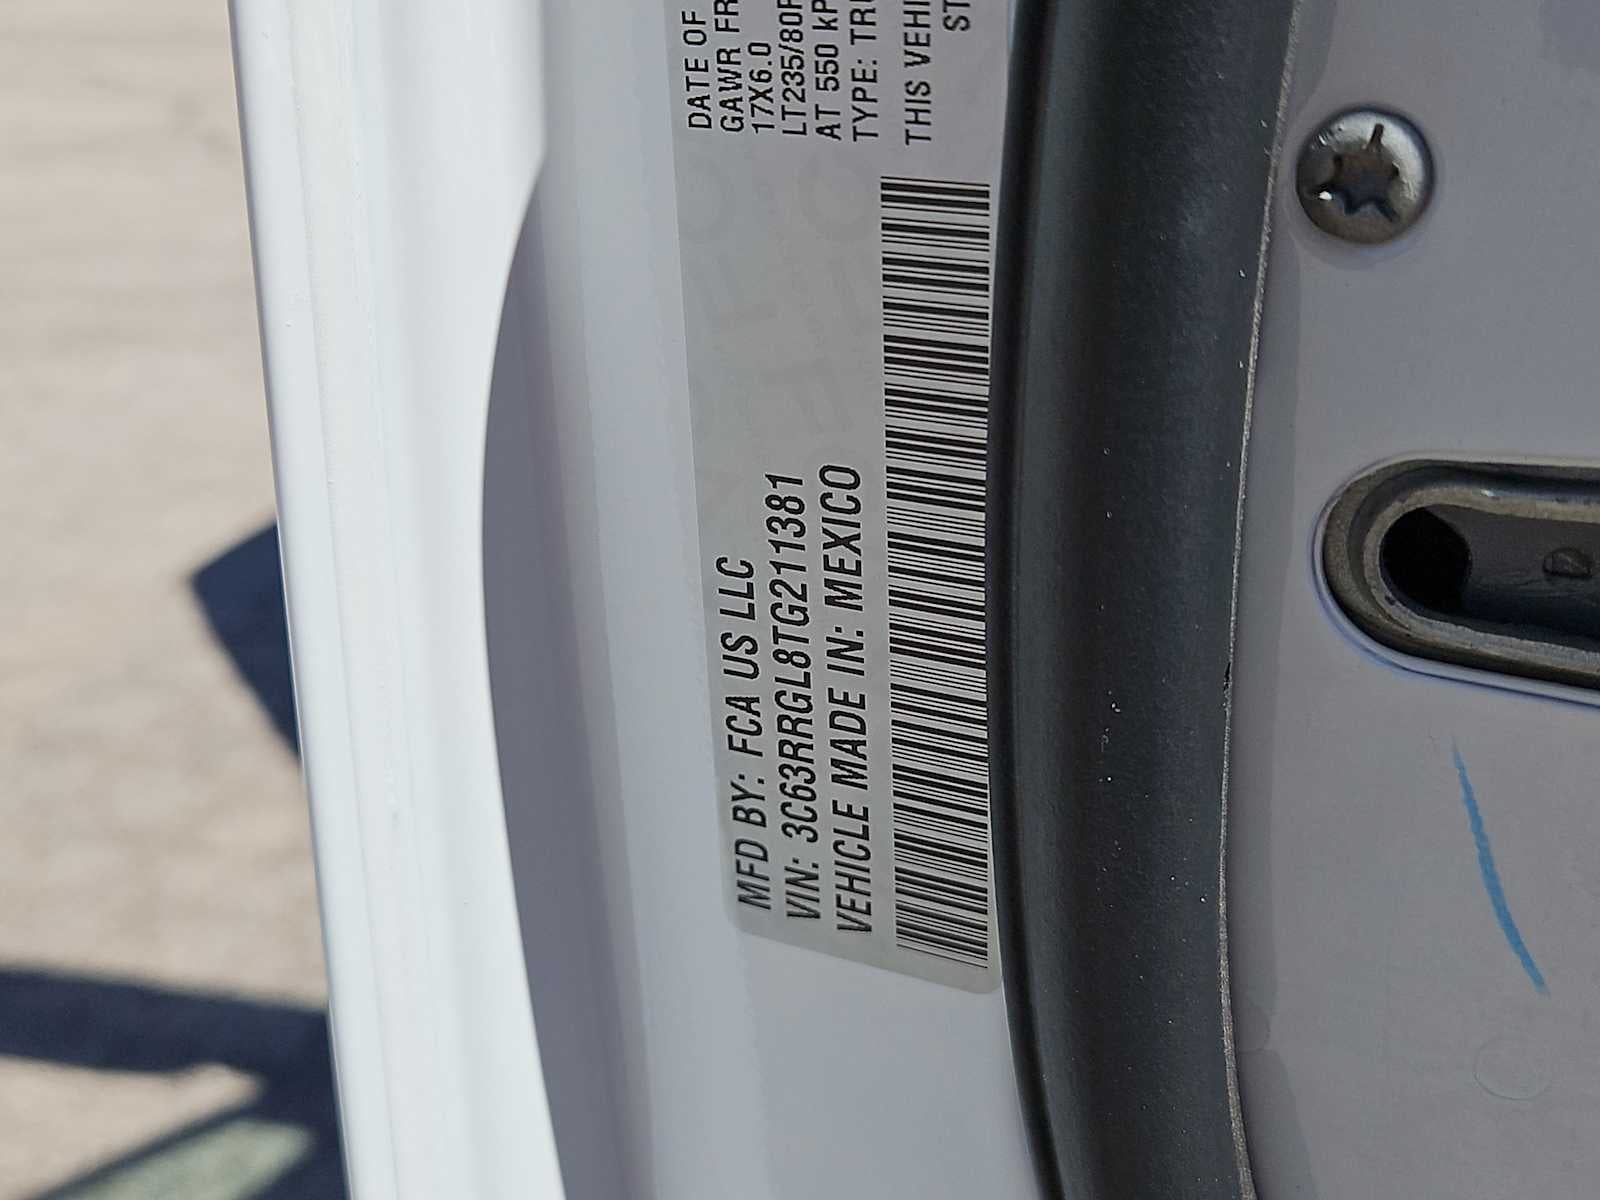 MFD BY: FCA US LLC
VIN: 3C63RRGL8TG211381
VEHICLE MADE IN: MEXICO
DATE OF
GAWR FR
17X6.0
LT235/80R
AT 550 kP
TYPE: TRU
THIS VEHI
ST